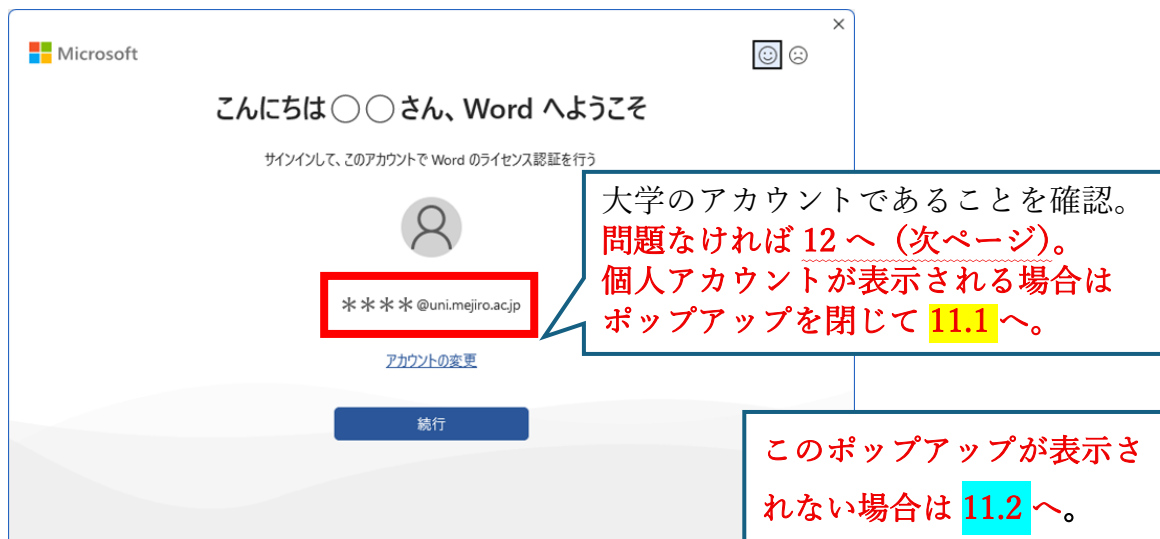 Microsoft
こんにちは○○さん、Word へようこそ
サインインして、このアカウントで Word のライセンス認証を行う
大学のアカウントであることを確認。
問題なければ 12 へ（次ページ）。
個人アカウントが表示される場合は
ポップアップを閉じて 11.1 へ。
＊＊＊＊@uni.mejiro.ac.jp
アカウントの変更
続行
このポップアップが表示さ
れない場合は 11.2 へ。